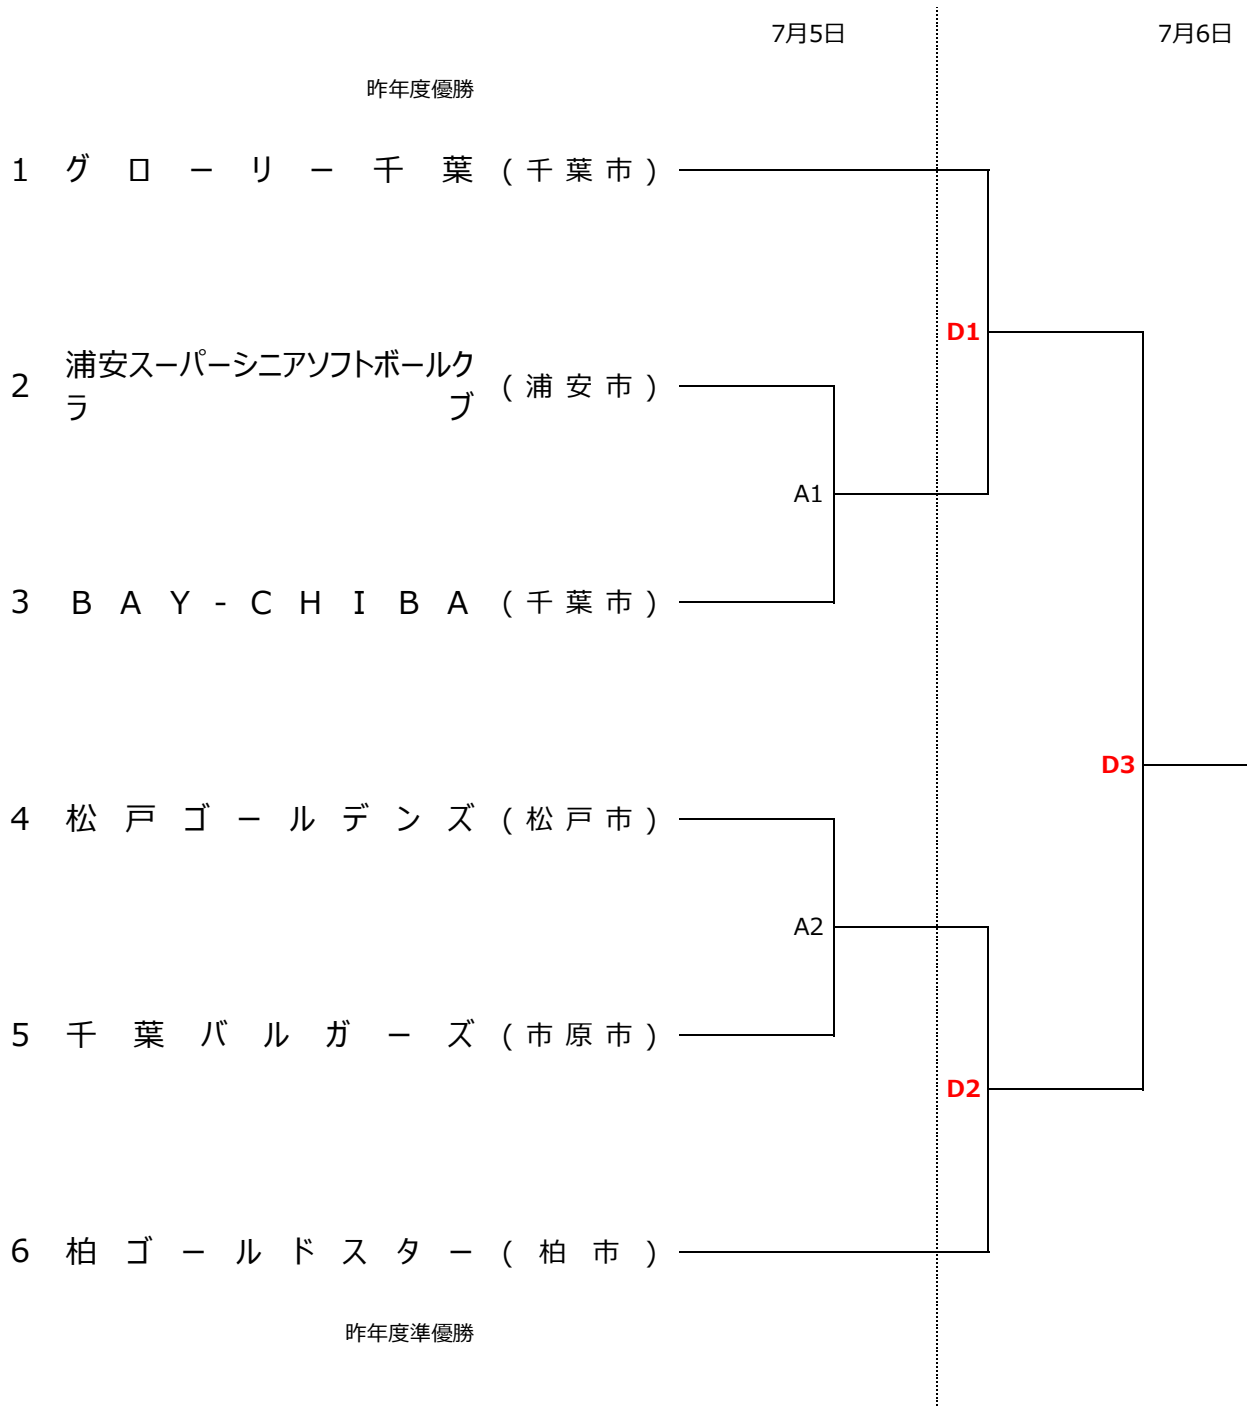 7月5日 7月6日
昨年度優勝
1 グローリー千葉 (千葉市)
D1
浦安スーパーシニアソフトボールク
2 (浦安市)
ラブ
A1
3 BAY-CHIBA (千葉市)
D3
4 松戸ゴールデンズ (松戸市)
A2
5 千葉バルガーズ (市原市)
D2
6 柏ゴールドスター (柏市)
昨年度準優勝